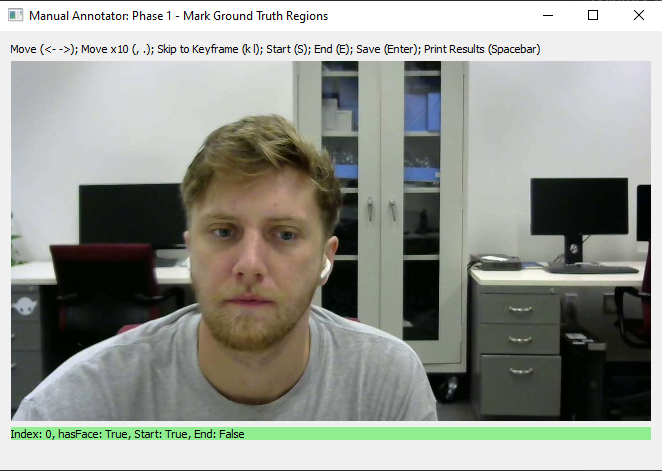 Manual Annotator: Phase 1 - Mark Ground Truth Regions
Move (<- ->); Move x10 (, .); Skip to Keyframe (k l); Start (S); End (E); Save (Enter); Print Results (Spacebar)
Index: 0, hasFace: True, Start: True, End: False